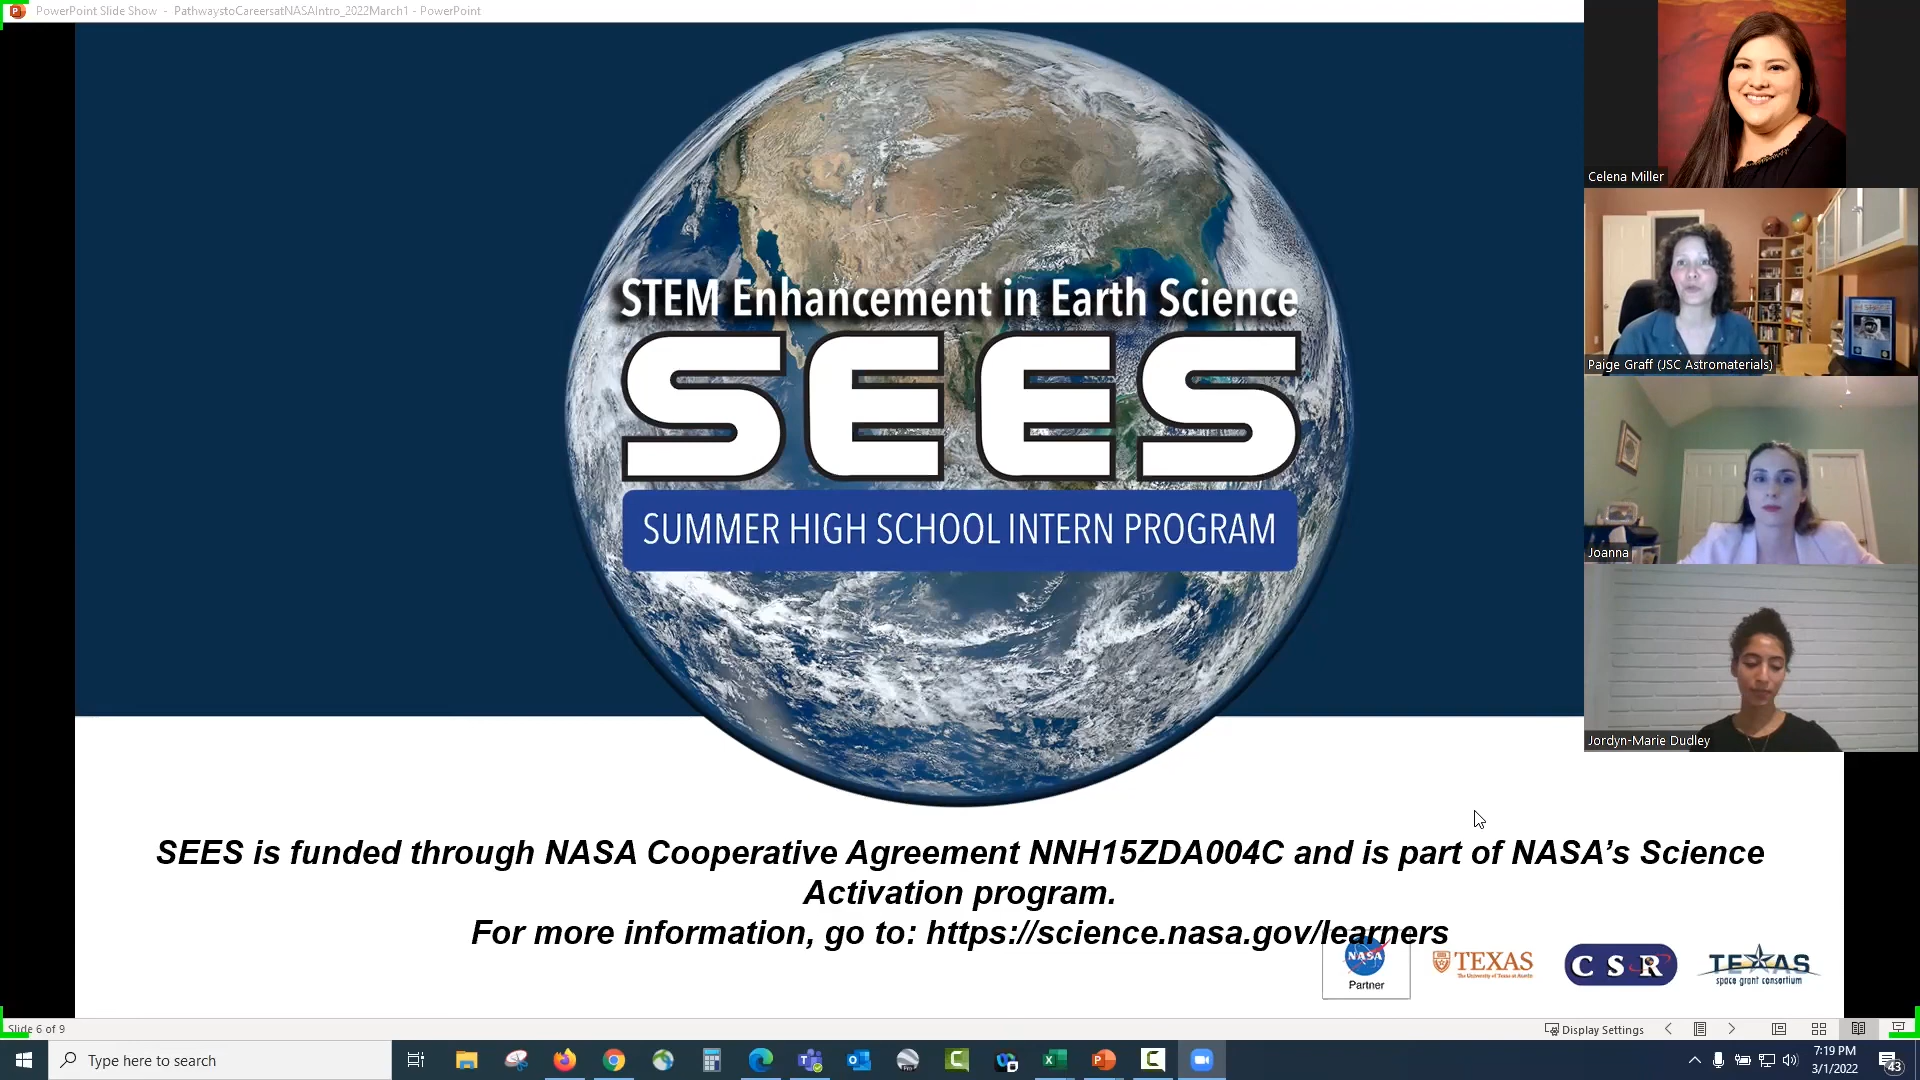 PowerPoint Slide Show - PathwaystoCareersatNASAIntro_2022March1 - PowerPoint
Celena Miller
Paige Graff (JSC Astromaterials)
Joanna
Jordyn-Marie Dudley
STEM Enhancement in Earth Science
SEES
SUMMER HIGH SCHOOL INTERN PROGRAM
SEES is funded through NASA Cooperative Agreement NNH15ZDA004C and is part of NASA’s Science
Activation program.
For more information, go to: https://science.nasa.gov/learners
NASA
Partner
TEXAS
The University of Texas at Austin
CSR
TEXAS
space grant consortium
Slide 6 of 9
Display Settings
Type here to search
7:19 PM
3/1/2022
43